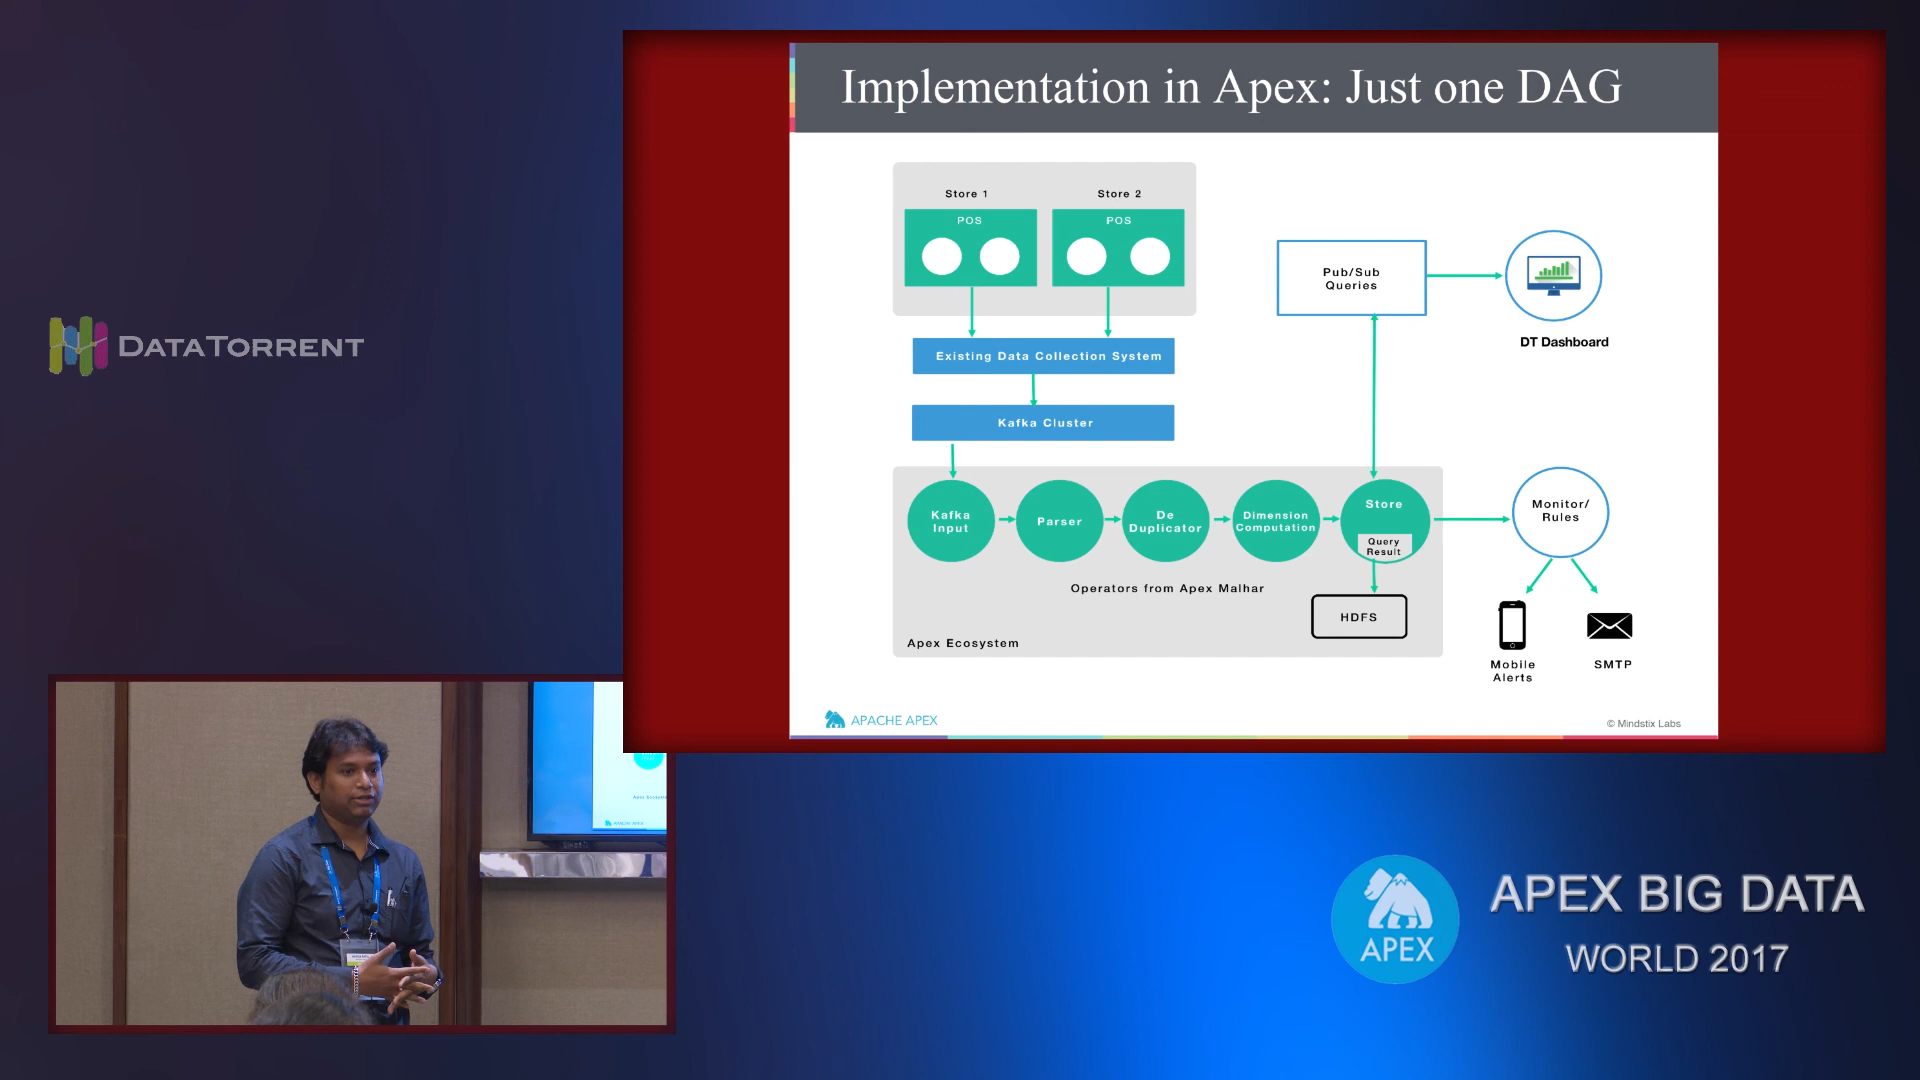 Implementation in Apex: Just one DAG
Store 1
Store 2
POS
POS
Existing Data Collection System
Kafka Cluster
Pub/Sub
Queries
DT Dashboard
Kafka
Input
Parser
De
Duplicator
Dimension
Computation
Store
Query
Result
Monitor/
Rules
Operators from Apex Malhar
HDFS
Apex Ecosystem
Mobile
Alerts
SMTP
APACHE APEX
© Mindstix Labs
DATATORRENT
APEX
APEX BIG DATA
WORLD 2017